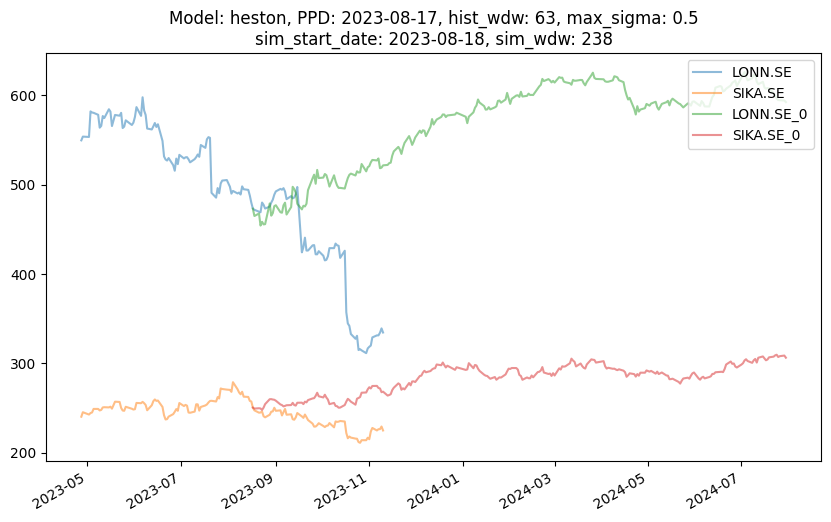 Model: heston, PPD: 2023-08-17, hist_wdw: 63, max_sigma: 0.5
sim_start_date: 2023-08-18, sim_wdw: 238
LONN.SE
SIKA.SE
LONN.SE_0
SIKA.SE_0
600
500
400
300
200
2023-05
2023-07
2023-09
2023-11
2024-01
2024-03
2024-05
2024-07